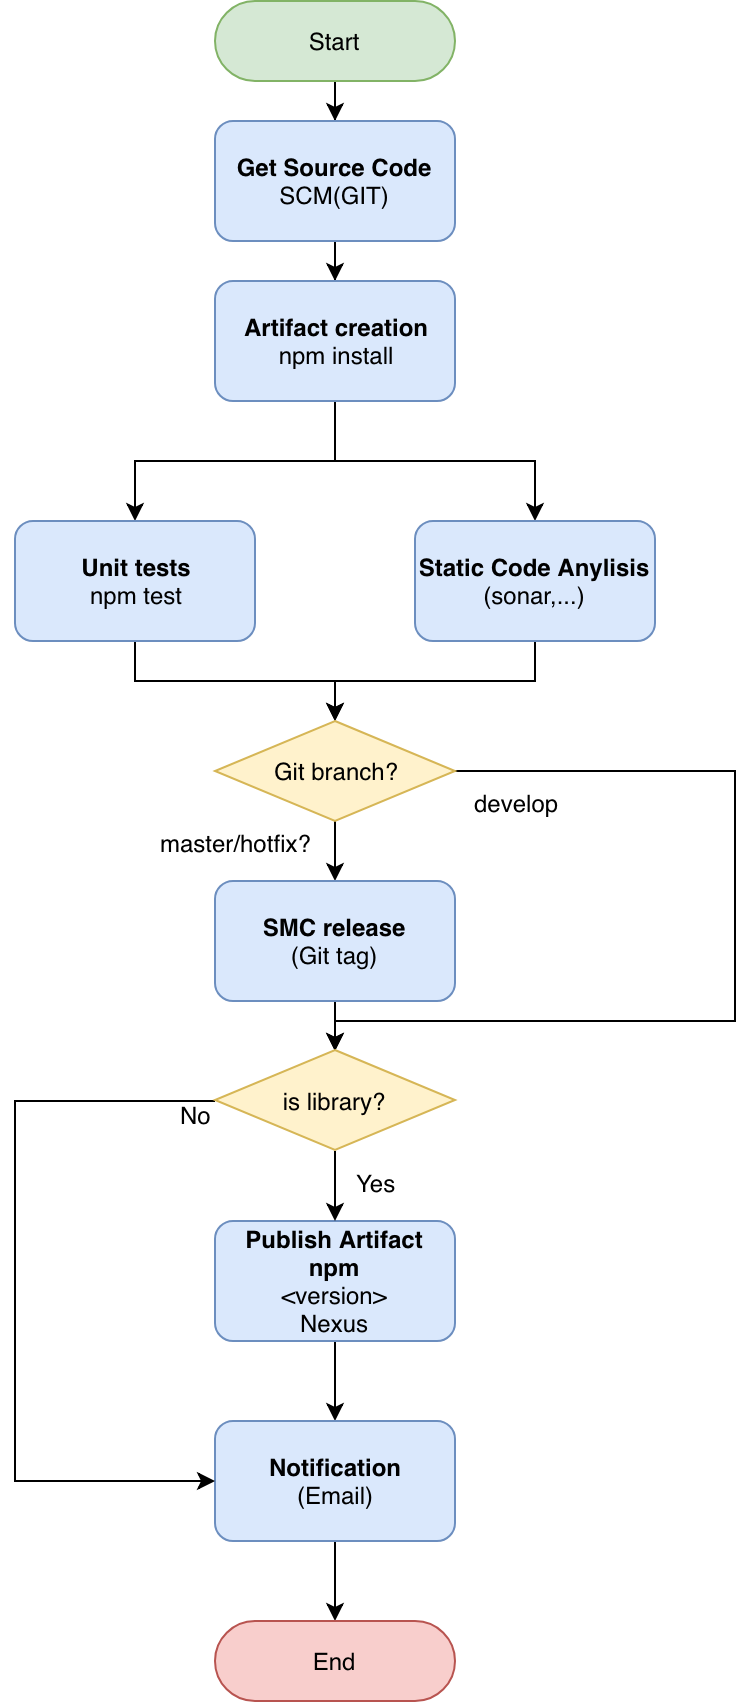 Start
Get Source Code
SCM(GIT)
Artifact creation
npm install
Unit tests
npm test
Static Code Anylisis
(sonar,...)
Git branch?
develop
master/hotfix?
SMC release
(Git tag)
is library?
No
Yes
Publish Artifact
npm
<version>
Nexus
Notification
(Email)
End